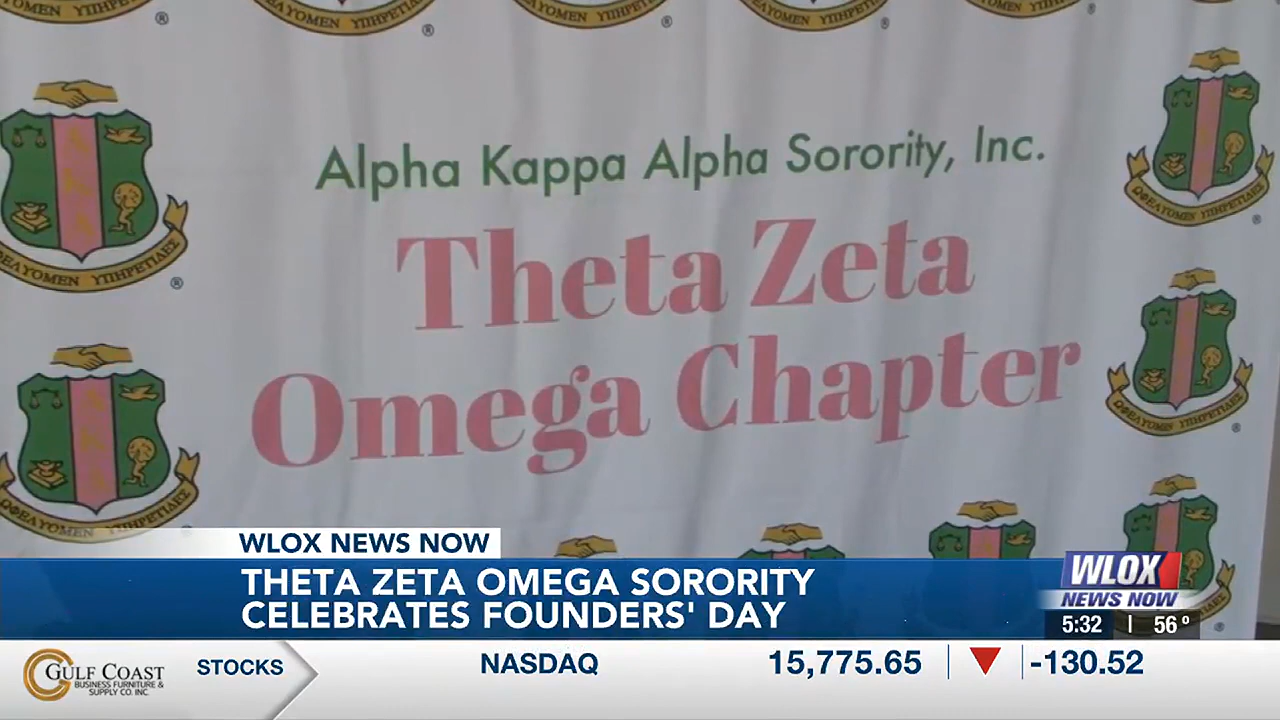 Alpha Kappa Alpha Sorority, Inc.
Theta Zeta
Omega Chapter
ΩΦΕΛΥΟΜΕΝ ΥΠΗΡΕΤΙΔΕΣ
WLOX NEWS NOW
THETA ZETA OMEGA SORORITY
CELEBRATES FOUNDERS' DAY
WLOX
NEWS NOW
5:32 | 56°
GULF COAST
BUSINESS FURNITURE &
SUPPLY CO. INC
STOCKS
NASDAQ
15,775.65
-130.52